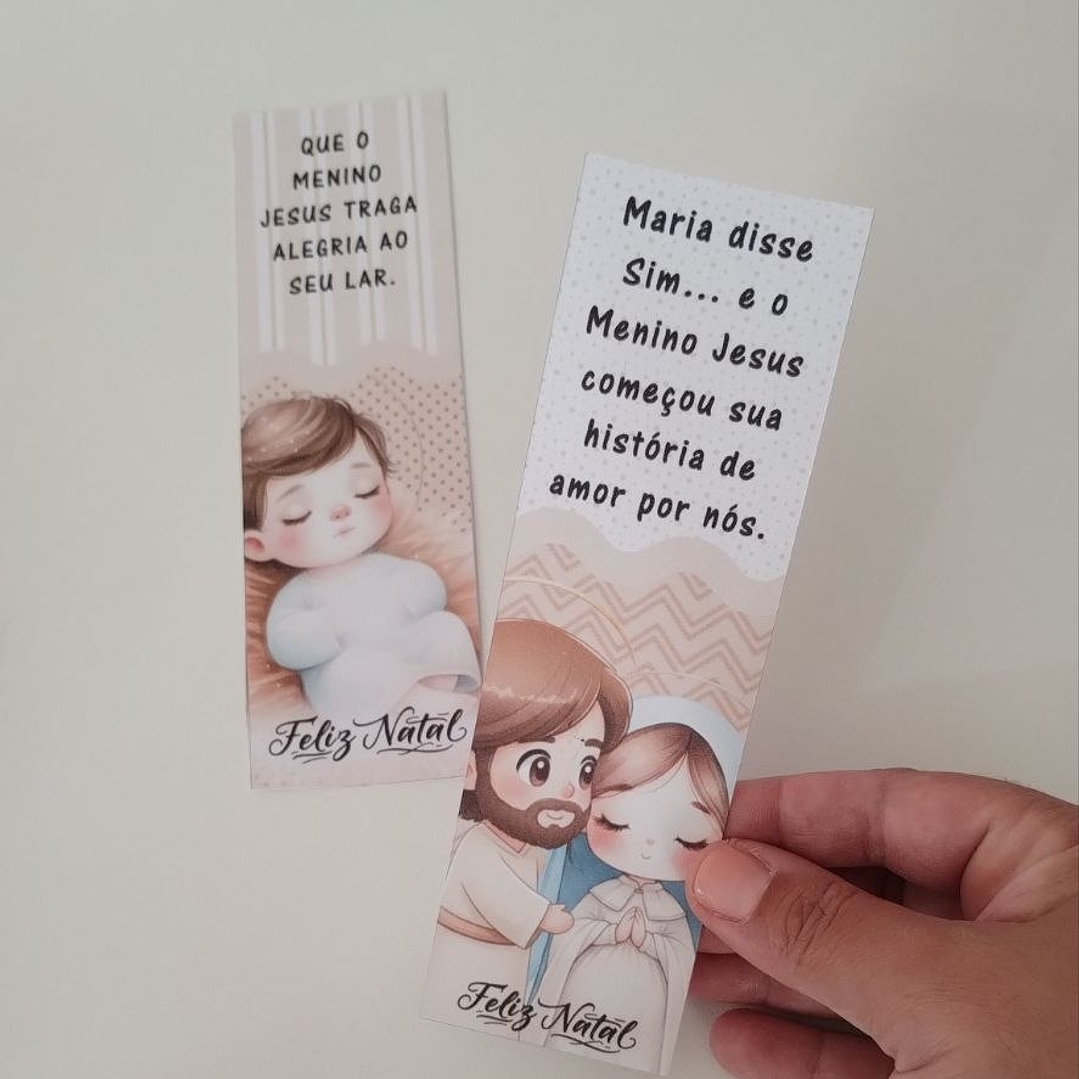 QUE O
MENINO
JESUS TRAGA
ALEGRIA AO
SEU LAR.
Feliz Natal
Maria disse
Sim... e o
Menino Jesus
começou sua
história de
amor por nós.
Feliz Natal